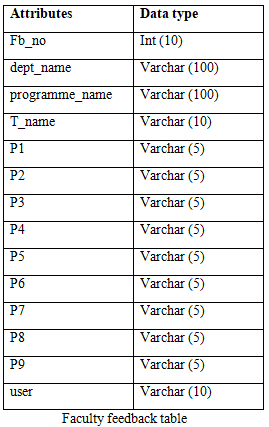 Attributes Data type
Fb_no Int (10)
dept_name Varchar (100)
programme_name Varchar (100)
T_name Varchar (10)
P1 Varchar (5)
P2 Varchar (5)
P3 Varchar (5)
P4 Varchar (5)
P5 Varchar (5)
P6 Varchar (5)
P7 Varchar (5)
P8 Varchar (5)
P9 Varchar (5)
user Varchar (10)
Faculty feedback table